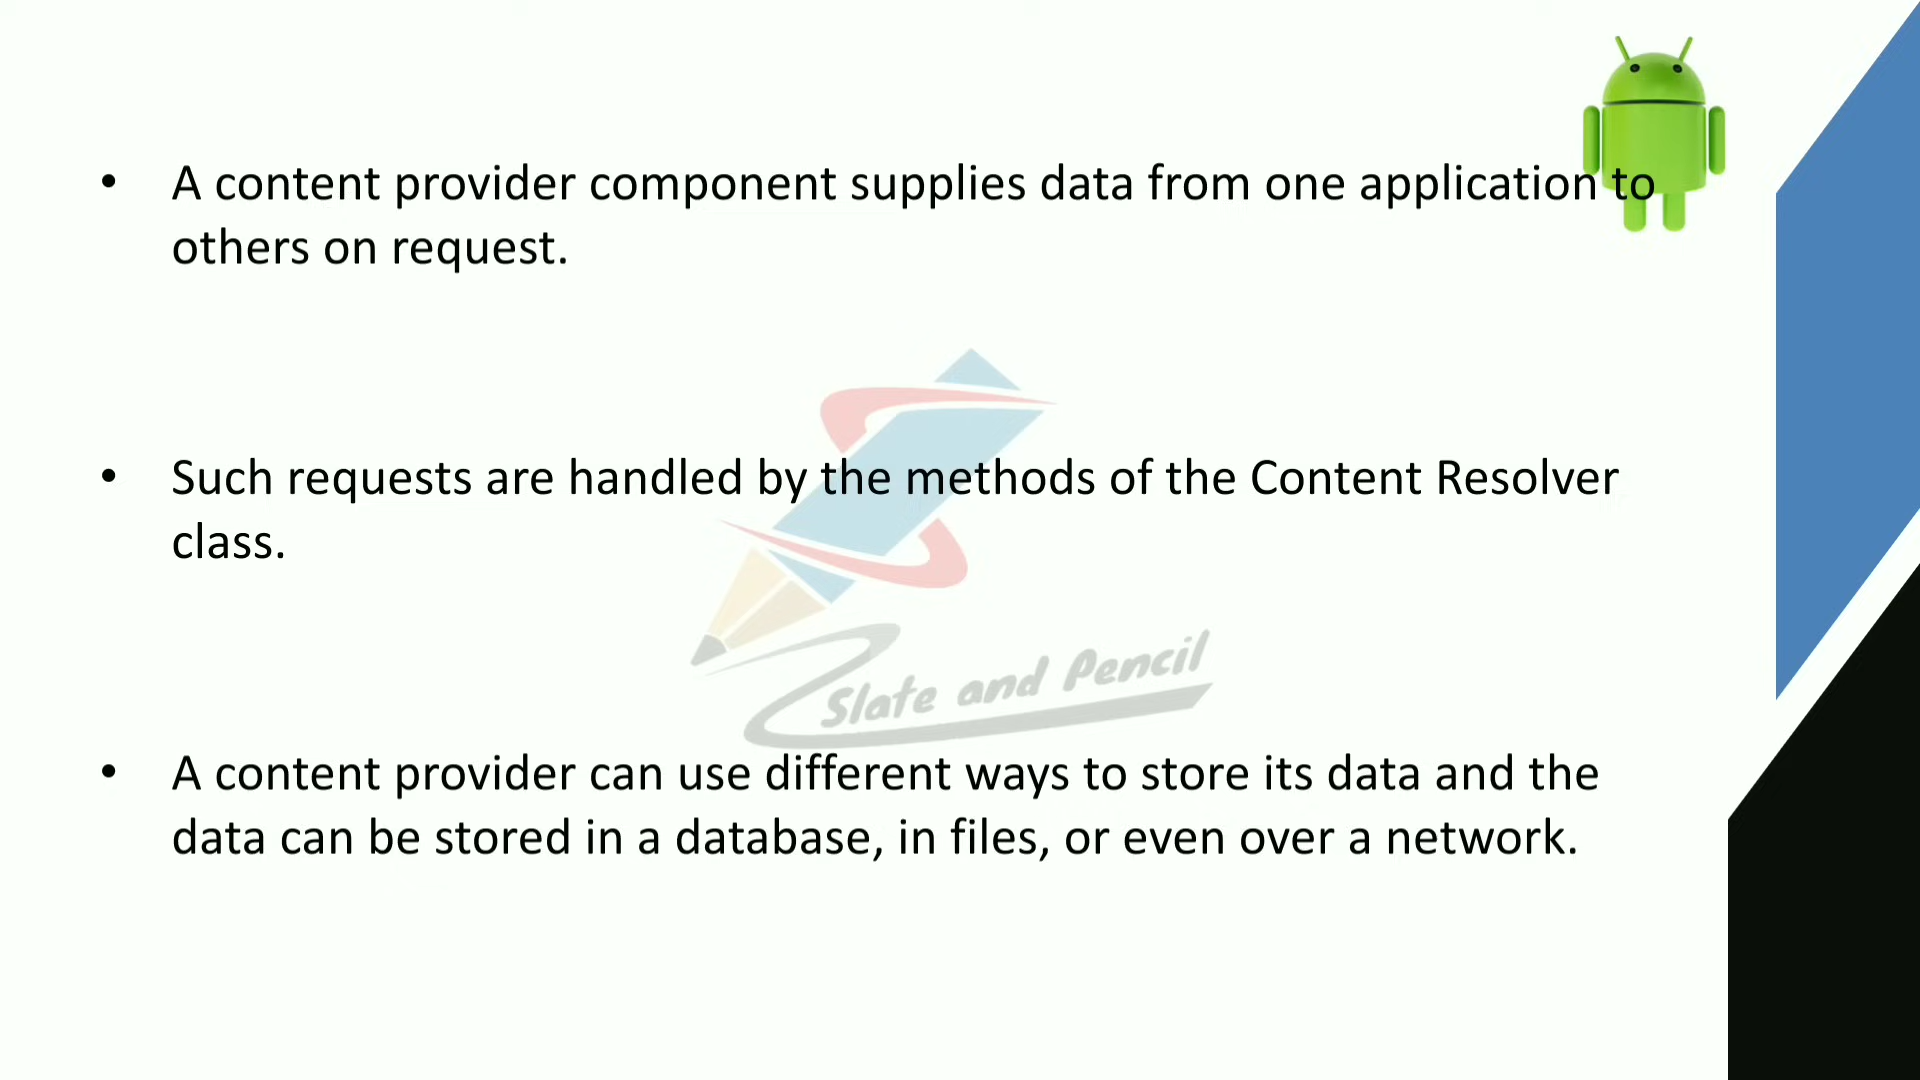 • A content provider component supplies data from one application to
others on request.
• Such requests are handled by the methods of the Content Resolver
class.
Slate and Pencil
• A content provider can use different ways to store its data and the
data can be stored in a database, in files, or even over a network.